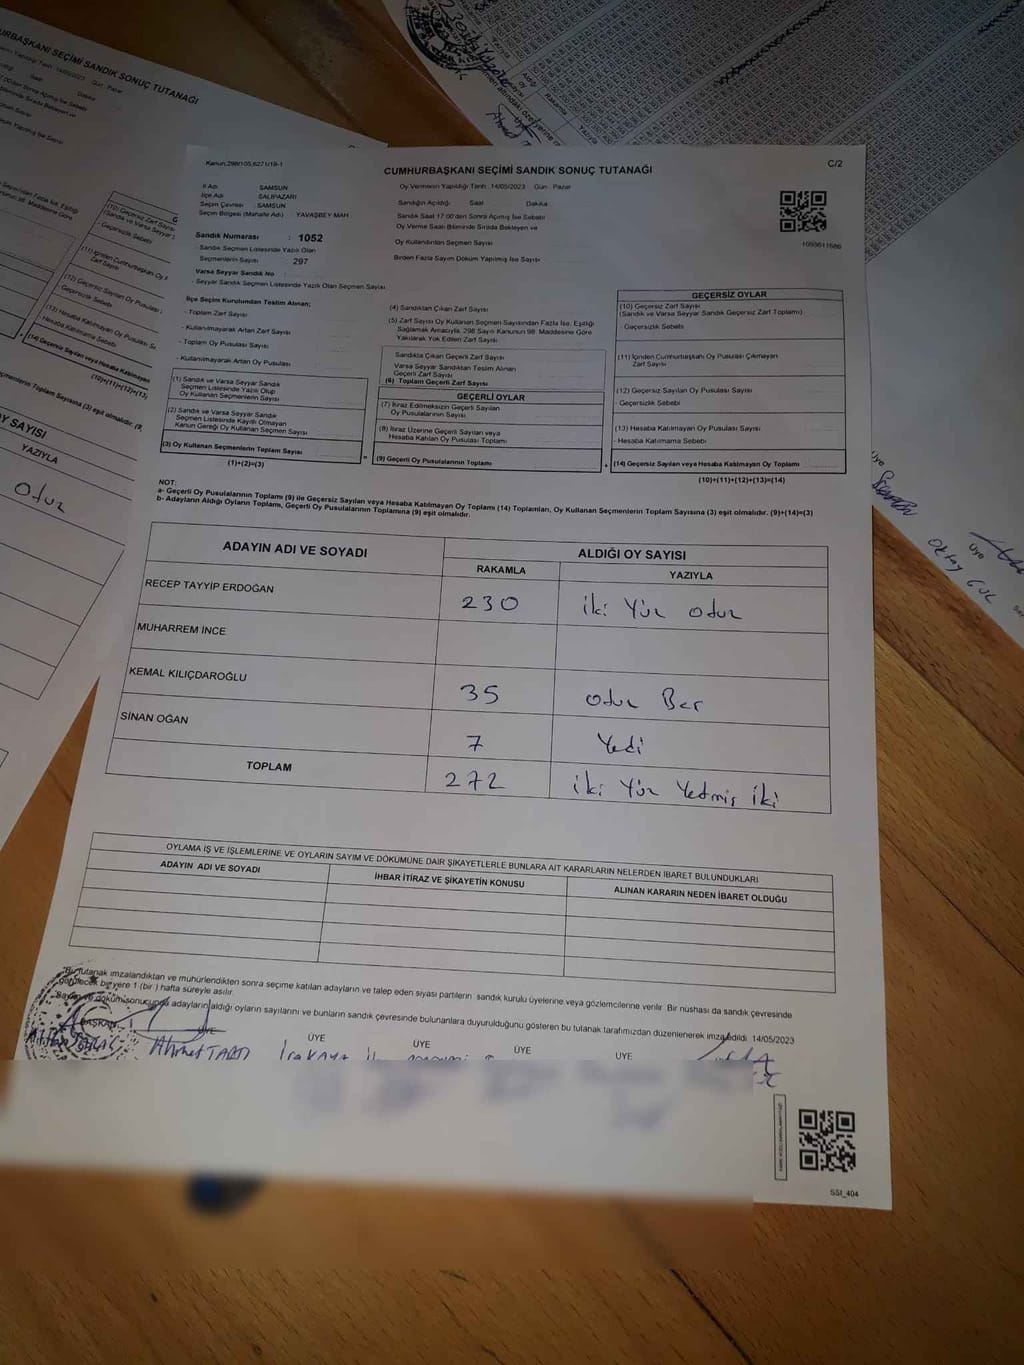 Kanun;298/105,6271/19-1
CUMHURBAŞKANI SEÇİMİ SANDIK SONUÇ TUTANAĞI
C/2
İl Adı SAMSUN
İlçe Adı SALIPAZARI
Seçim Çevresi : SAMSUN
Seçim Bölgesi (Mahalle Adı) YAVAŞBEY MAH.
Sandık Numarası : 1052
- Sandık Seçmen Listesinde Yazılı Olan
Seçmenlerin Sayısı 297
Varsa Seyyar Sandık No :
- Seyyar Sandık Seçmen Listesinde Yazılı Olan Seçmen Sayısı
Oy Vermenin Yapıldığı Tarih : 14/05/2023 Gün : Pazar
Sandığın Açıldığı Saat Dakika
Sandık Saat 17:00'den Sonra Açılmış İse Sebebi
Oy Verme Saati Bitiminde Sırada Bekleyen ve
Oy Kullandırılan Seçmen Sayısı
Birden Fazla Sayım Döküm Yapılmış İse Sayısı
1093611686
İlçe Seçim Kurulundan Teslim Alınan;
- Toplam Zarf Sayısı
- Kullanılmayarak Artan Zarf Sayısı
- Toplam Oy Pusulası Sayısı
- Kullanılmayarak Artan Oy Pusulası
(1) Sandık ve Varsa Seyyar Sandık
Seçmen Listesinde Yazılı Olup
Oy Kullanan Seçmenlerin Sayısı
(2) Sandık ve Varsa Seyyar Sandık
Seçmen Listesinde Kayıtlı Olmayan
Kanun Gereği Oy Kullanan Seçmen Sayısı
(3) Oy Kullanan Seçmenlerin Toplam Sayısı
(1)+(2)=(3)
(4) Sandıktan Çıkan Zarf Sayısı
(5) Zarf Sayısı Oy Kullanan Seçmen Sayısından Fazla İse, Eşitliği
Sağlamak Amacıyla, 298 Sayılı Kanunun 98. Maddesine Göre
Yakılarak Yok Edilen Zarf Sayısı
Sandıkta Çıkan Geçerli Zarf Sayısı
Varsa Seyyar Sandıktan Teslim Alınan
Geçerli Zarf Sayısı
(6) Toplam Geçerli Zarf Sayısı
GEÇERLİ OYLAR
(7) İtiraz Edilmeksizin Geçerli Sayılan
Oy Pusulalarının Sayısı
(8) İtiraz Üzerine Geçerli Sayılan veya
Hesaba Katılan Oy Pusulası Toplamı
(9) Geçerli Oy Pusulalarının Toplamı
GEÇERSİZ OYLAR
(10) Geçersiz Zarf Sayısı
(Sandık ve Varsa Seyyar Sandık Geçersiz Zarf Toplamı)
- Geçersizlik Sebebi
(11) İçinden Cumhurbaşkanı Oy Pusulası Çıkmayan
Zarf Sayısı
(12) Geçersiz Sayılan Oy Pusulası Sayısı
- Geçersizlik Sebebi
(13) Hesaba Katılmayan Oy Pusulası Sayısı
- Hesaba Katılmama Sebebi
(14) Geçersiz Sayılan veya Hesaba Katılmayan Oy Toplamı
(10)+(11)+(12)+(13)=(14)
NOT:
a- Geçerli Oy Pusulalarının Toplamı (9) ile Geçersiz Sayılan veya Hesaba Katılmayan Oy Toplamı (14) Toplamları, Oy Kullanan Seçmenlerin Toplam Sayısına (3) eşit olmalıdır. (9)+(14)=(3)
b- Adayların Aldığı Oyların Toplamı, Geçerli Oy Pusulalarının Toplamına (9) eşit olmalıdır.
ADAYIN ADI VE SOYADI ALDIĞI OY SAYISI
RAKAMLA YAZIYLA
RECEP TAYYİP ERDOĞAN 230 İki Yüz Otuz
MUHARREM İNCE
KEMAL KILIÇDAROĞLU 35 Otuz Beş
SİNAN OĞAN 7 Yedi
TOPLAM 272 İki Yüz Yetmiş İki
OYLAMA İŞ VE İŞLEMLERİNE VE OYLARIN SAYIM VE DÖKÜMÜNE DAİR ŞİKAYETLERLE BUNLARA AİT KARARLARIN NELERDEN İBARET BULUNDUKLARI
ADAYIN ADI VE SOYADI İHBAR İTİRAZ VE ŞİKAYETİN KONUSU ALINAN KARARIN NEDEN İBARET OLDUĞU
"Bu tutanak imzalandıktan ve mühürlendikten sonra seçime katılan adayların ve talep eden siyasi partilerin sandık kurulu üyelerine veya gözlemcilerine verilir. Bir nüshası da sandık çevresinde
görülecek bir yere 1 (bir) hafta süreyle asılır.
Sayım ve dökümü sonucunda adayların aldığı oyların sayılarını ve bunların sandık çevresinde bulunanlara duyurulduğunu gösteren bu tutanak tarafımızdan düzenlenerek imza edildi. 14/05/2023
BAŞKAN ÜYE ÜYE ÜYE ÜYE ÜYE
SSI_404
CUMHURBAŞKANI SEÇİMİ SANDIK SONUÇ TUTANAĞI
YAZIYLA
Otuz
Üye
Üye
Oktay GÜL